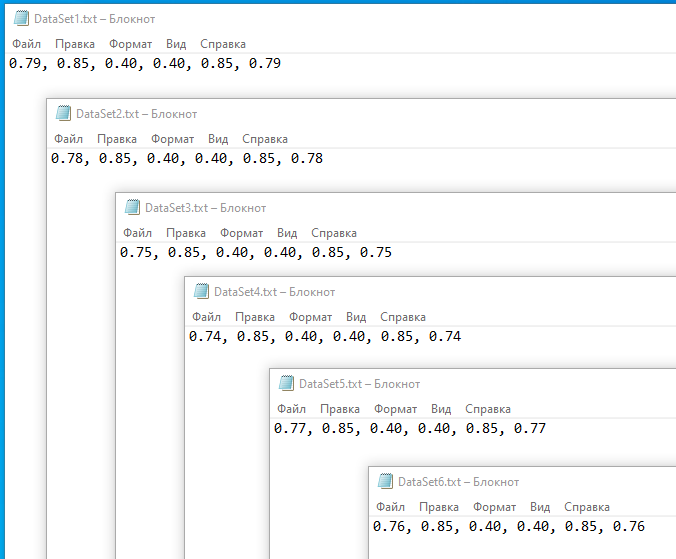 DataSet1.txt – Блокнот
Файл Правка Формат Вид Справка
0.79, 0.85, 0.40, 0.40, 0.85, 0.79
DataSet2.txt – Блокнот
Файл Правка Формат Вид Справка
0.78, 0.85, 0.40, 0.40, 0.85, 0.78
DataSet3.txt – Блокнот
Файл Правка Формат Вид Справка
0.75, 0.85, 0.40, 0.40, 0.85, 0.75
DataSet4.txt – Блокнот
Файл Правка Формат Вид Справка
0.74, 0.85, 0.40, 0.40, 0.85, 0.74
DataSet5.txt – Блокнот
Файл Правка Формат Вид Справка
0.77, 0.85, 0.40, 0.40, 0.85, 0.77
DataSet6.txt – Блокнот
Файл Правка Формат Вид Справка
0.76, 0.85, 0.40, 0.40, 0.85, 0.76